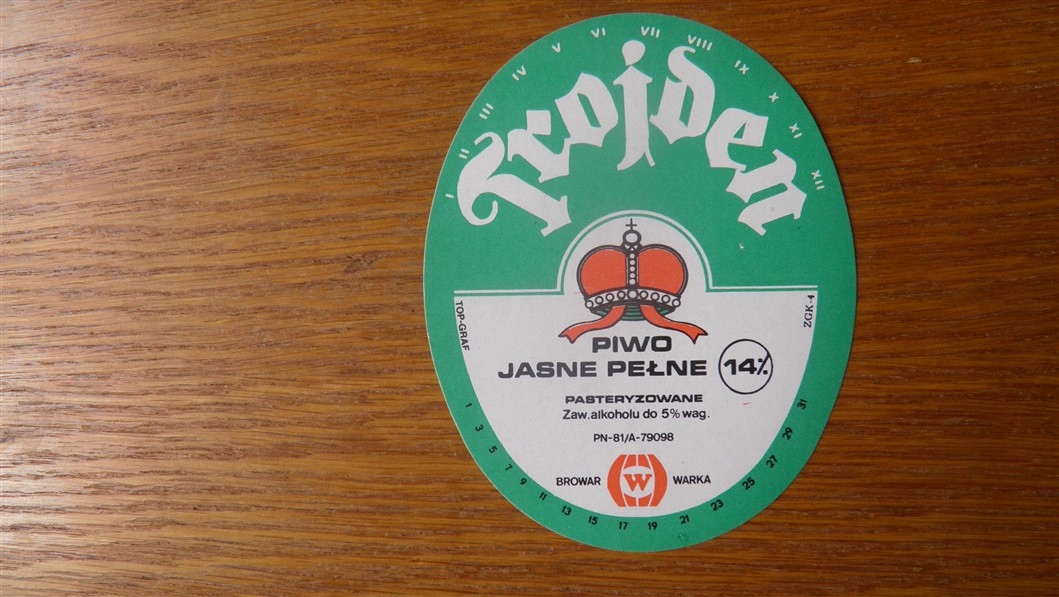 I II III IV V VI VII VIII IX X XI XII
Trojden
TOP-GRAF
ZGK-4
PIWO
JASNE PEŁNE 14%
PASTERYZOWANE
Zaw. alkoholu do 5% wag.
PN-81/A-79098
BROWAR W WARKA
1 3 5 7 9 11 13 15 17 19 21 23 25 27 29 31